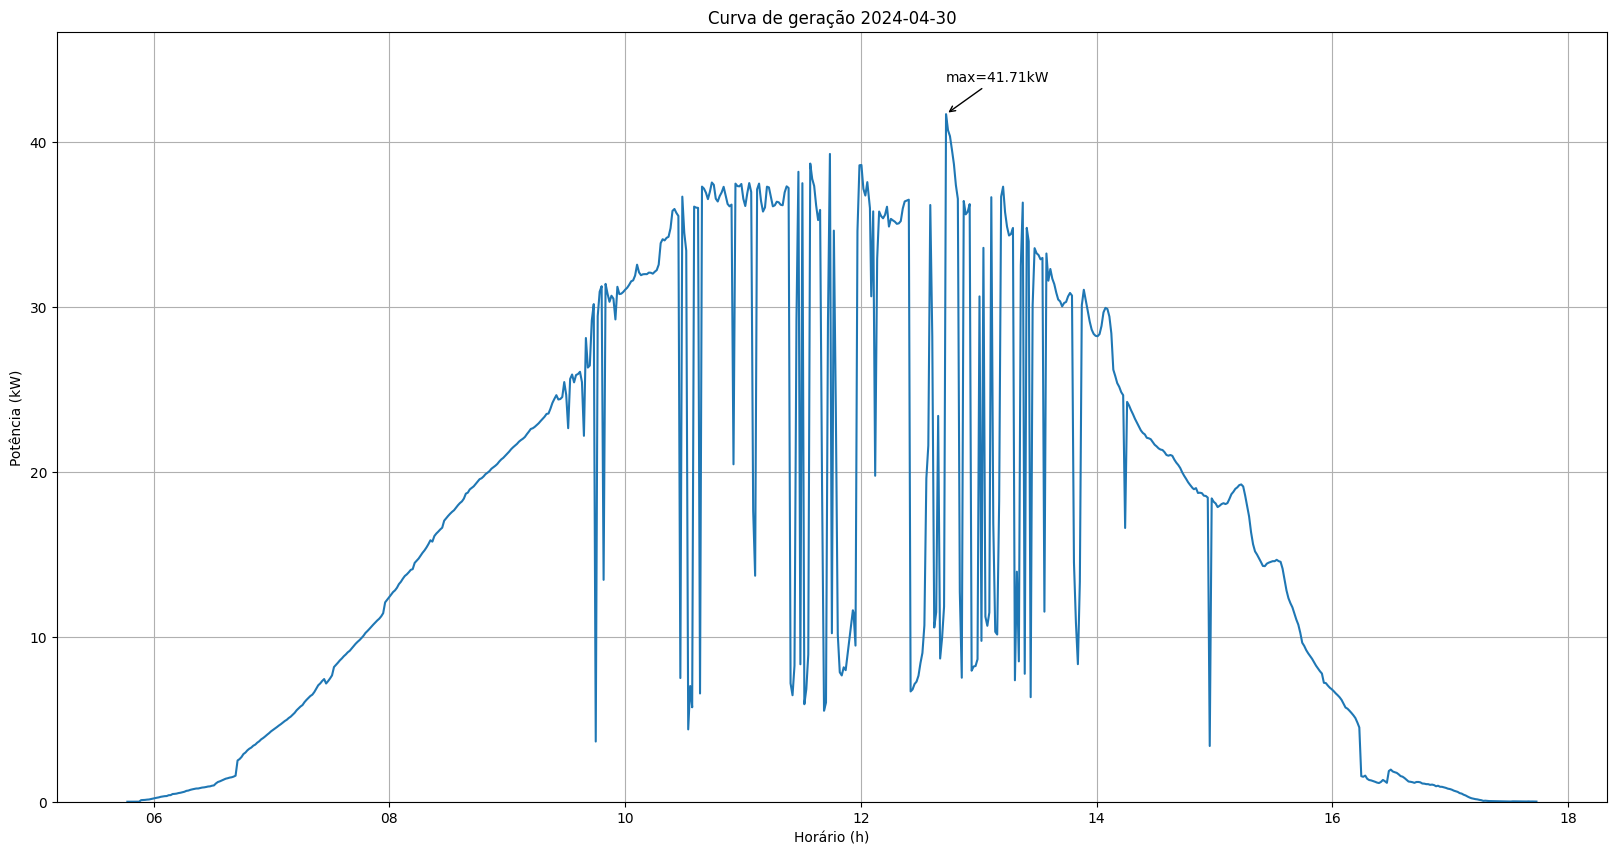 Curva de geração 2024-04-30
max=41.71kW
Potência (kW)
40
30
20
10
0
06 08 10 12 14 16 18
Horário (h)